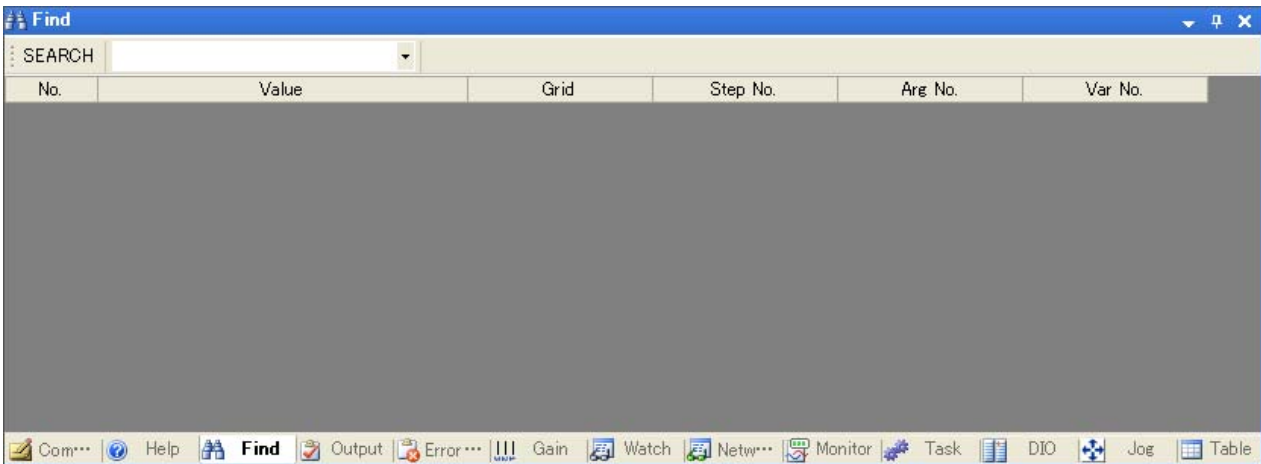 Find
SEARCH
No. Value Grid Step No. Arg No. Var No.
Com... Help Find Output Error ... Gain Watch Netw... Monitor Task DIO Jog Table